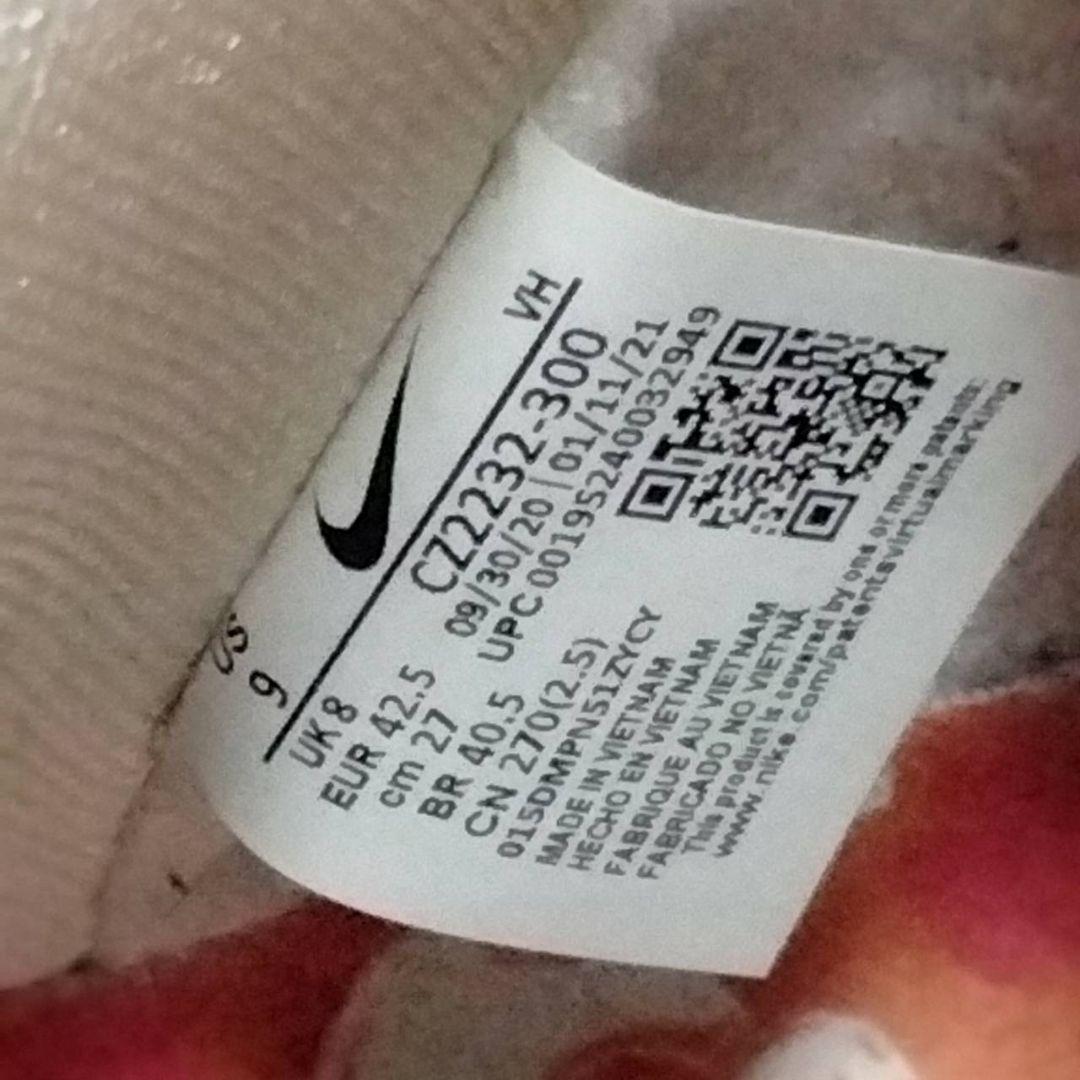 US
9
VH
UK 8
EUR 42.5
cm 27
BR 40.5
CN 270(2.5)
CZ2232-300
09/30/20 | 01/11/21
UPC 00195240032949
015DMPN551ZYCY
MADE IN VIETNAM
HECHO EN VIETNAM
FABRIQUE AU VIETNAM
FABRICADO NO VIETNÃ
This product is covered by one or more patents:
www.nike.com/patentsvirtualmarking